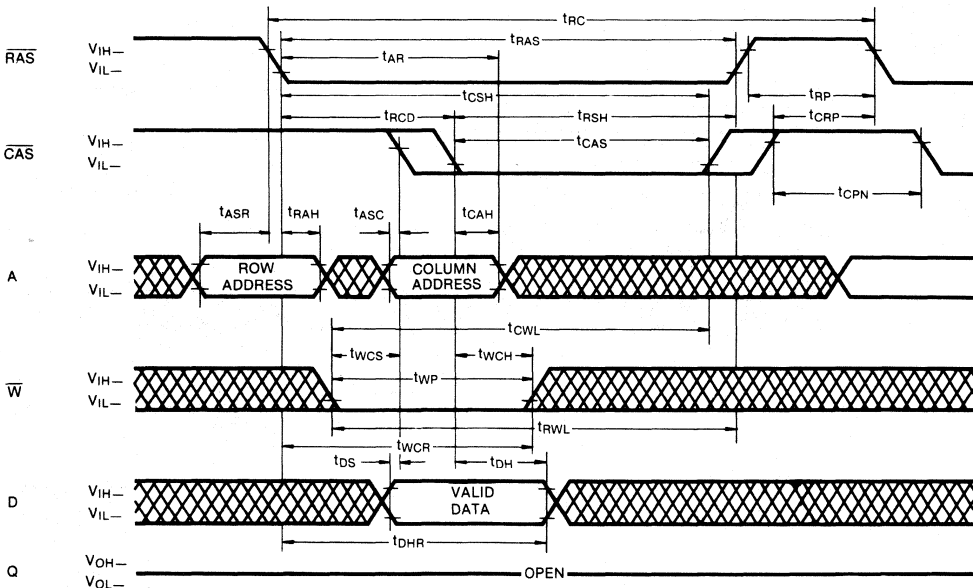 tRC
tRAS
RAS
VIH—
VIL—
tAR
tRP
tCSH
tRCD
tRSH
tCRP
CAS
VIH—
VIL—
tCAS
tCPN
tASR
tRAH
tASC
tCAH
A
VIH—
VIL—
ROW ADDRESS
COLUMN ADDRESS
tCWL
tWCS
tWCH
W
VIH—
VIL—
tWP
tRWL
tWCR
tDS
tDH
D
VIH—
VIL—
VALID DATA
tDHR
Q
VOH—
VOL—
OPEN